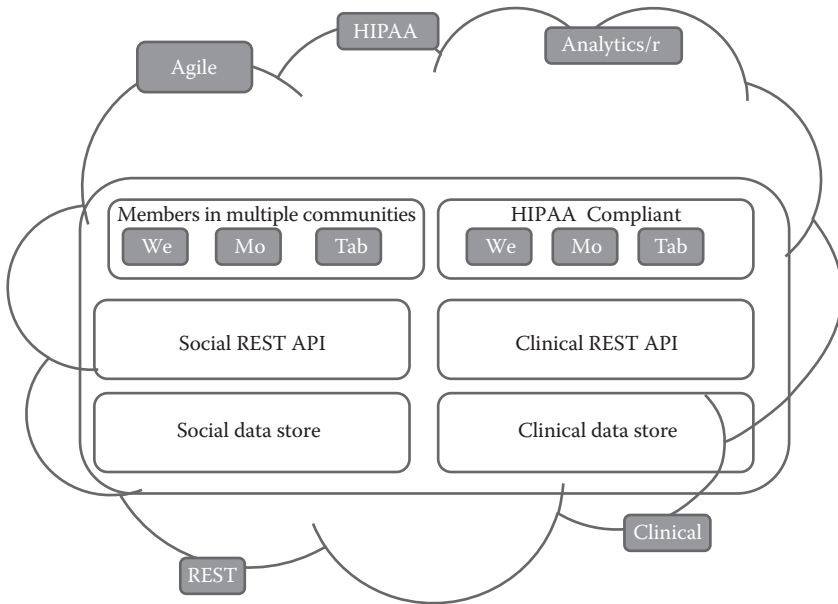 HIPAA
Analytics/r
Agile
Members in multiple communities
We Mo Tab
HIPAA Compliant
We Mo Tab
Social REST API
Clinical REST API
Social data store
Clinical data store
Clinical
REST